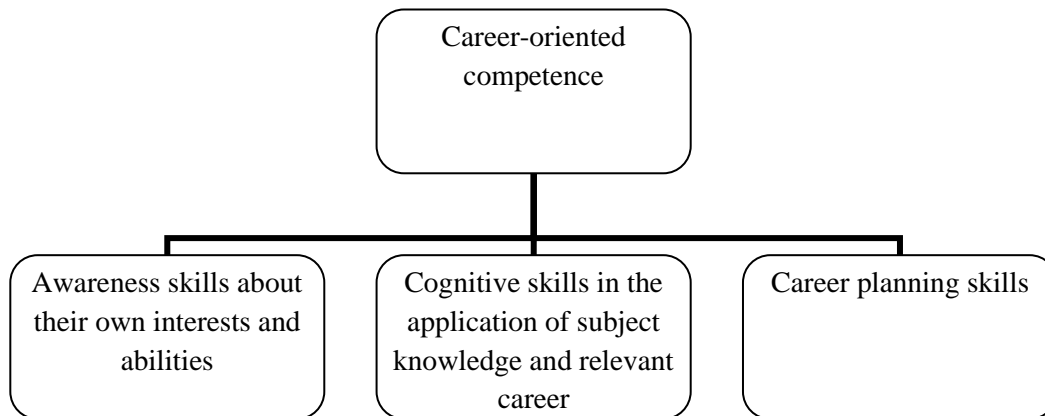 Career-oriented
competence
Awareness skills about
their own interests and
abilities
Cognitive skills in the
application of subject
knowledge and relevant
career
Career planning skills